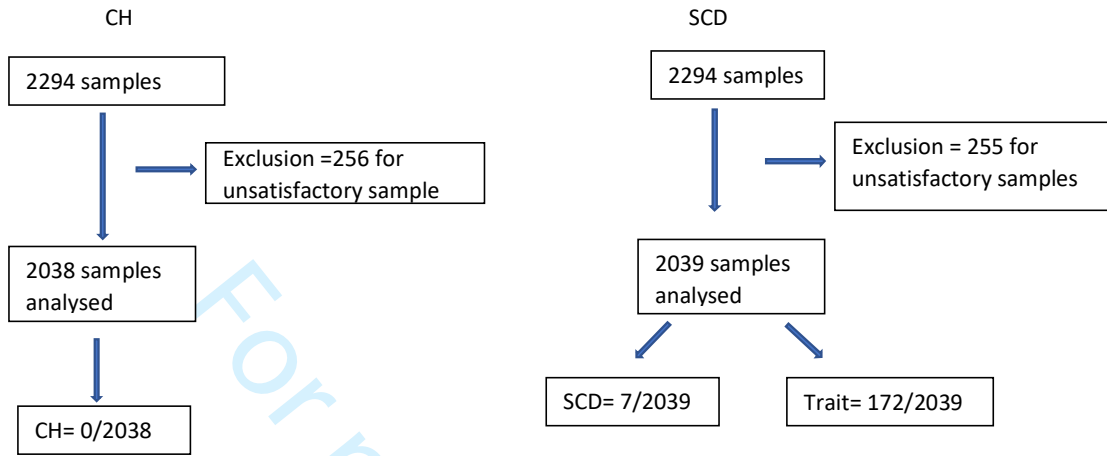 CH
2294 samples
Exclusion =256 for
unsatisfactory sample
2038 samples
analysed
CH= 0/2038
SCD
2294 samples
Exclusion = 255 for
unsatisfactory samples
2039 samples
analysed
SCD= 7/2039
Trait= 172/2039
For